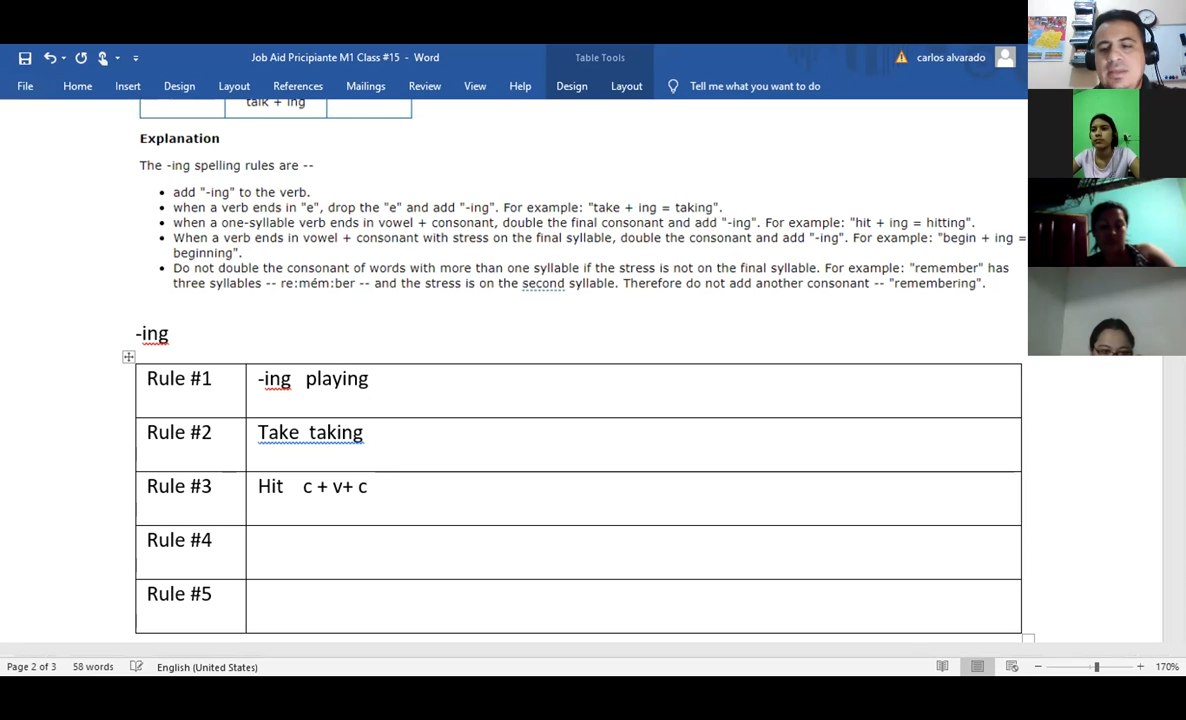 Job Aid Pricipiante M1 Class #15 - Word
Table Tools
carlos alvarado
File Home Insert Design Layout References Mailings Review View Help Design Layout Tell me what you want to do
talk + ing
Explanation
The -ing spelling rules are --
• add "-ing" to the verb.
• when a verb ends in "e", drop the "e" and add "-ing". For example: "take + ing = taking".
• when a one-syllable verb ends in vowel + consonant, double the final consonant and add "-ing". For example: "hit + ing = hitting".
• When a verb ends in vowel + consonant with stress on the final syllable, double the consonant and add "-ing". For example: "begin + ing =
beginning".
• Do not double the consonant of words with more than one syllable if the stress is not on the final syllable. For example: "remember" has
three syllables -- re:mém:ber -- and the stress is on the second syllable. Therefore do not add another consonant -- "remembering".
-ing
Rule #1 -ing playing
Rule #2 Take taking
Rule #3 Hit c + v+ c
Rule #4
Rule #5
Page 2 of 3 58 words English (United States) 170%